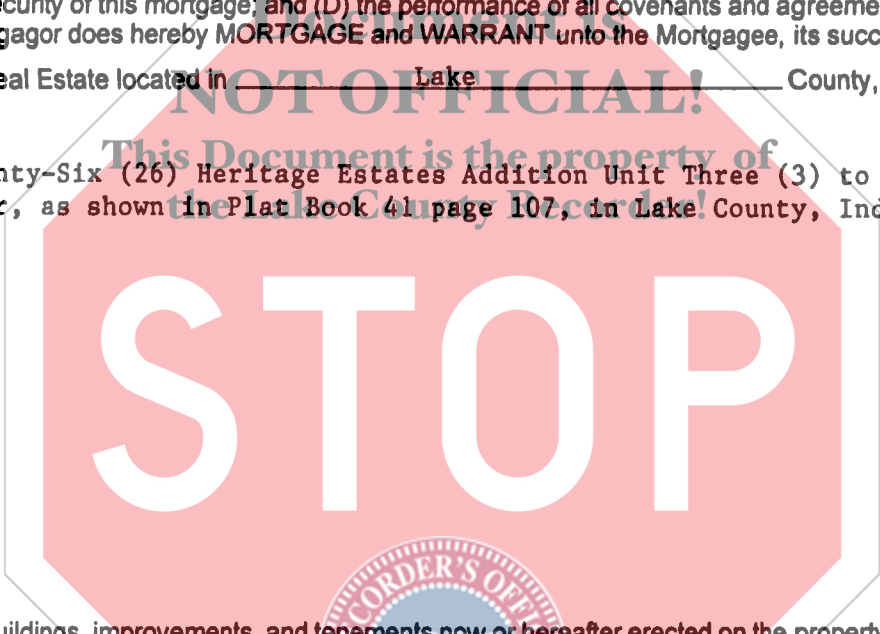 ecurity of this mortgage; and (D) the performance of all covenants and agreeme
Document is
gagor does hereby MORTGAGE and WARRANT unto the Mortgagee, its succ
eal Estate located in Lake County,
NOT OFFICIAL!
This Document is the property of
nty-Six (26) Heritage Estates Addition Unit Three (3) to
the Lake County Recorder!
r, as shown in Plat Book 41 page 107, in Lake County, Ind
STOP
CORDER'S OFF
uildings, improvements, and tenements now or hereafter erected on the property